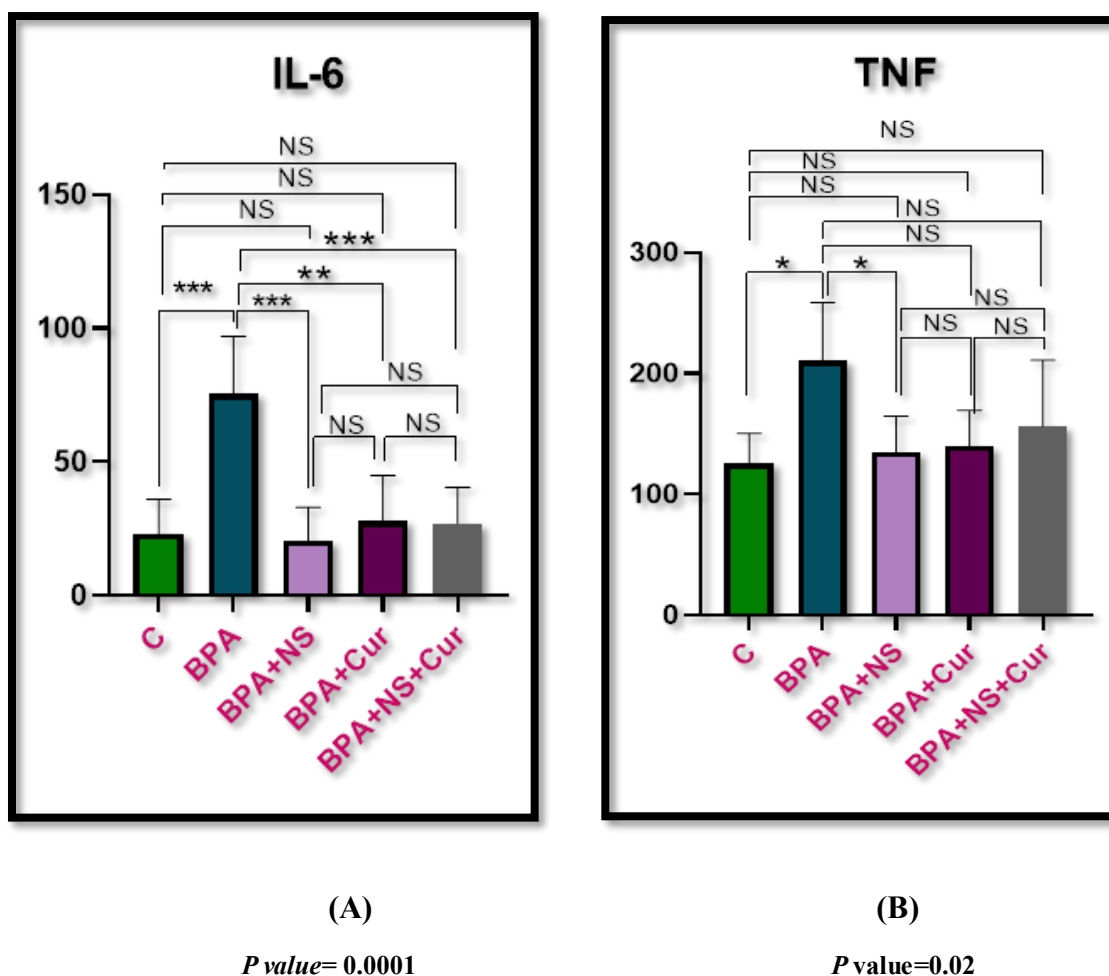 IL-6
NS
NS
NS
***
**
***
***
NS
NS
NS
150
100
50
0
C
BPA
BPA+NS
BPA+Cur
BPA+NS+Cur
(A)
P value= 0.0001
TNF
NS
NS
NS
NS
NS
*
*
NS
NS
NS
300
200
100
0
C
BPA
BPA+NS
BPA+Cur
BPA+NS+Cur
(B)
P value=0.02